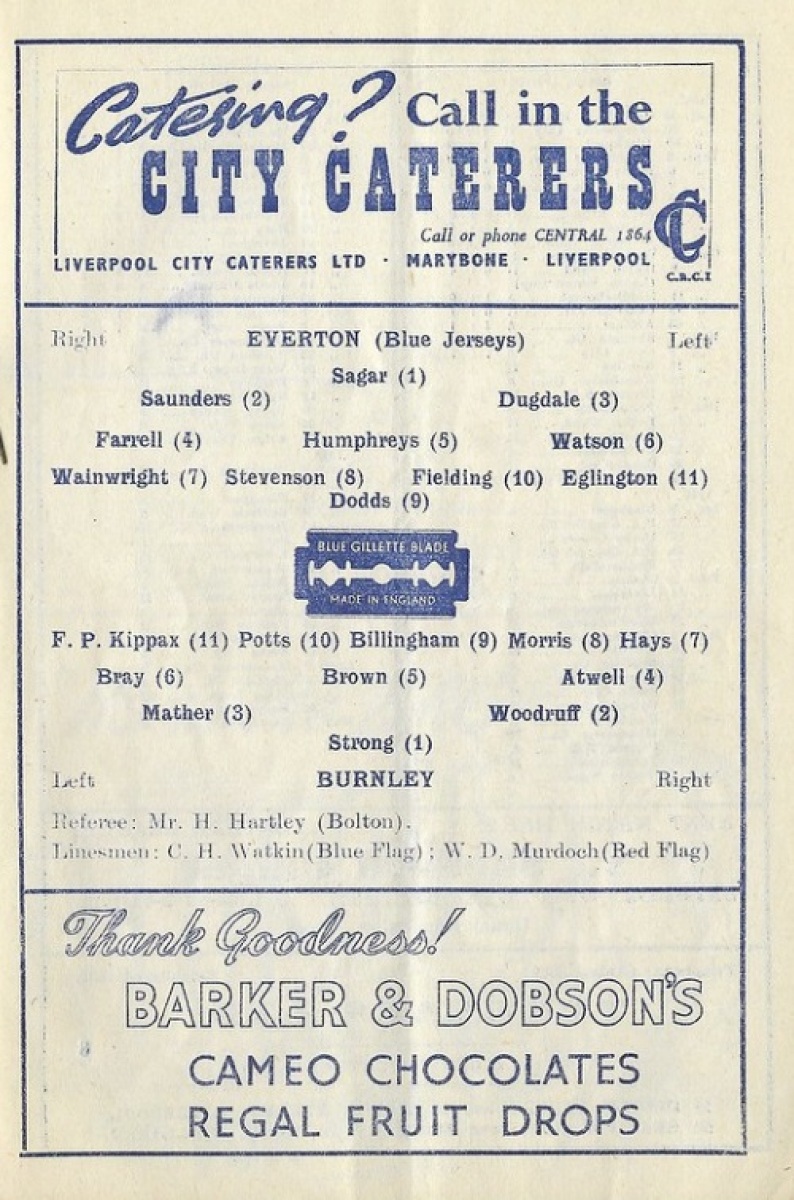 Catering? Call in the
CITY CATERERS
Call or phone CENTRAL 1864
LIVERPOOL CITY CATERERS LTD · MARYBONE · LIVERPOOL
C.R.C.I
Right EVERTON (Blue Jerseys) Left
Sagar (1)
Saunders (2) Dugdale (3)
Farrell (4) Humphreys (5) Watson (6)
Wainwright (7) Stevenson (8) Fielding (10) Eglington (11)
Dodds (9)
BLUE GILLETTE BLADE
MADE IN ENGLAND
F. P. Kippax (11) Potts (10) Billingham (9) Morris (8) Hays (7)
Bray (6) Brown (5) Atwell (4)
Mather (3) Woodruff (2)
Strong (1)
Left BURNLEY Right
Referee: Mr. H. Hartley (Bolton).
Linesmen: C. H. Watkin(Blue Flag) ; W. D. Murdoch(Red Flag)
Thank Goodness!
BARKER & DOBSON'S
CAMEO CHOCOLATES
REGAL FRUIT DROPS